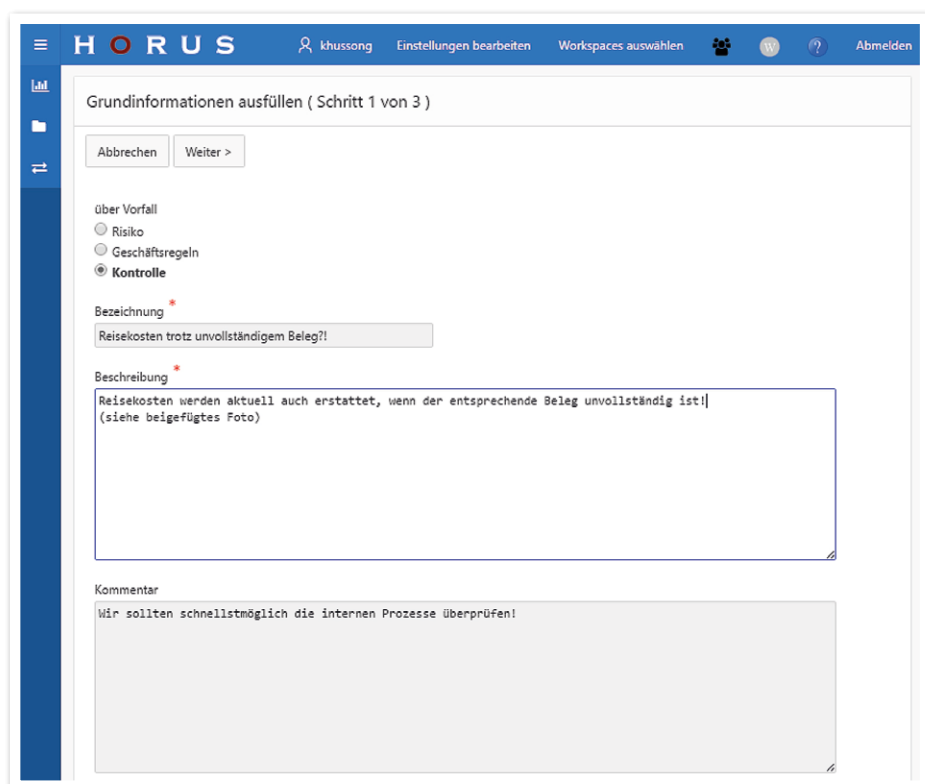 HORUS khussong Einstellungen bearbeiten Workspaces auswählen W ? Abmelden
Grundinformationen ausfüllen ( Schritt 1 von 3 )
Abbrechen Weiter >
über Vorfall
Risiko
Geschäftsregeln
Kontrolle
Bezeichnung *
Reisekosten trotz unvollständigem Beleg?!
Beschreibung *
Reisekosten werden aktuell auch erstattet, wenn der entsprechende Beleg unvollständig ist!
(siehe beigefügtes Foto)
Kommentar
Wir sollten schnellstmöglich die internen Prozesse überprüfen!